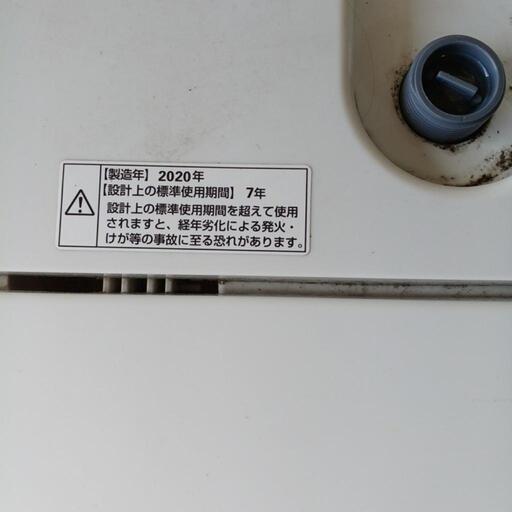 【製造年】 2020年
【設計上の標準使用期間】 7年
設計上の標準使用期間を超えて使用
されますと、経年劣化による発火・
けが等の事故に至る恐れがあります。